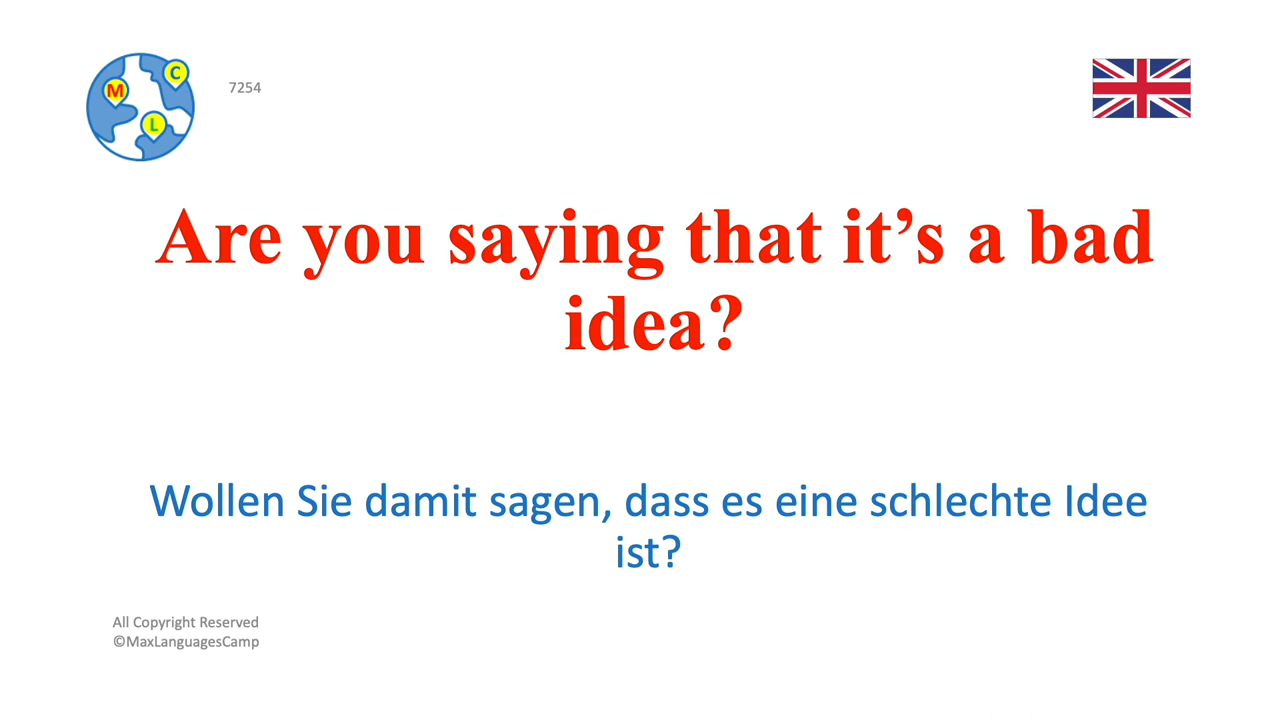 7254
M
C
L
Are you saying that it’s a bad
idea?
Wollen Sie damit sagen, dass es eine schlechte Idee
ist?
All Copyright Reserved
©MaxLanguagesCamp